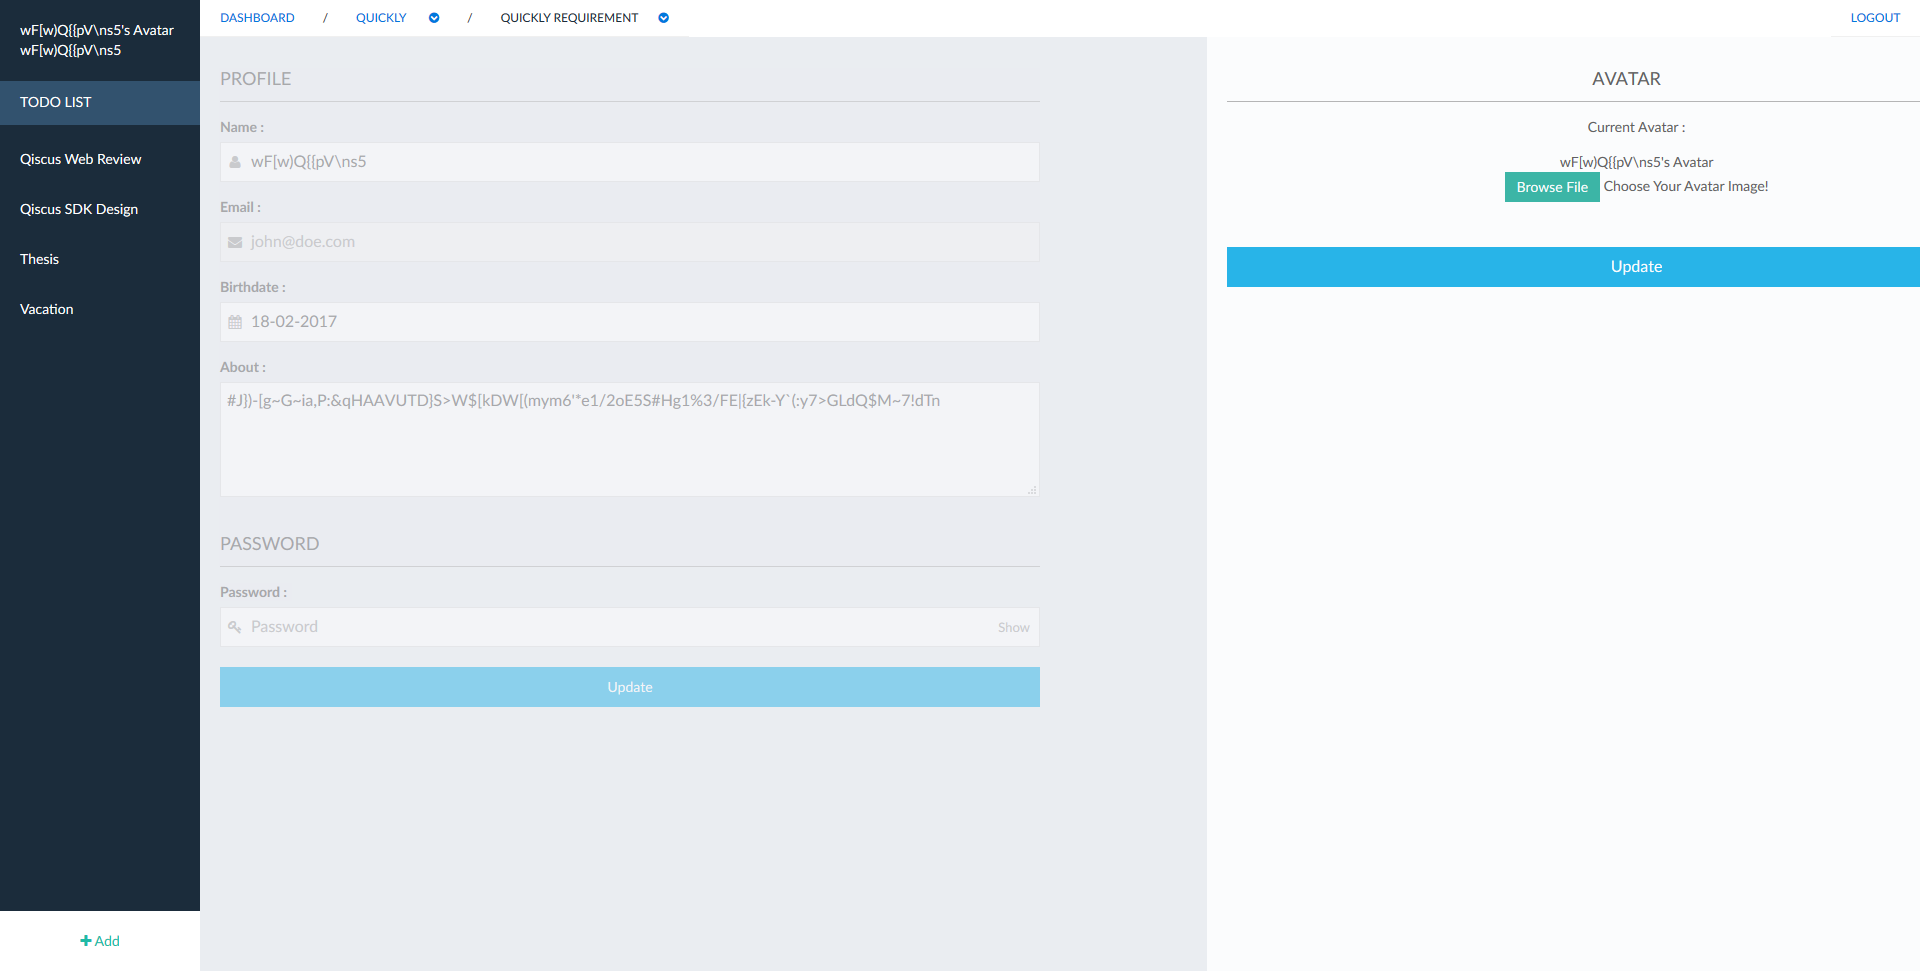 wF[w)Q{{pV\ns5's Avatar
wF[w)Q{{pV\ns5
TODO LIST
Qiscus Web Review
Qiscus SDK Design
Thesis
Vacation
Add
DASHBOARD / QUICKLY / QUICKLY REQUIREMENT
LOGOUT
PROFILE
Name :
wF[w)Q{{pV\ns5
Email :
john@doe.com
Birthdate :
18-02-2017
About :
#J})-[g~G~ia,P:&qHAAVUTD}S>W$[kDW[(mym6'*e1/2oE5S#Hg1%3/FE|{zEk-Y`(:y7>GLdQ$M~7!dTn
PASSWORD
Password :
Password Show
Update
AVATAR
Current Avatar :
wF[w)Q{{pV\ns5's Avatar
Browse File Choose Your Avatar Image!
Update